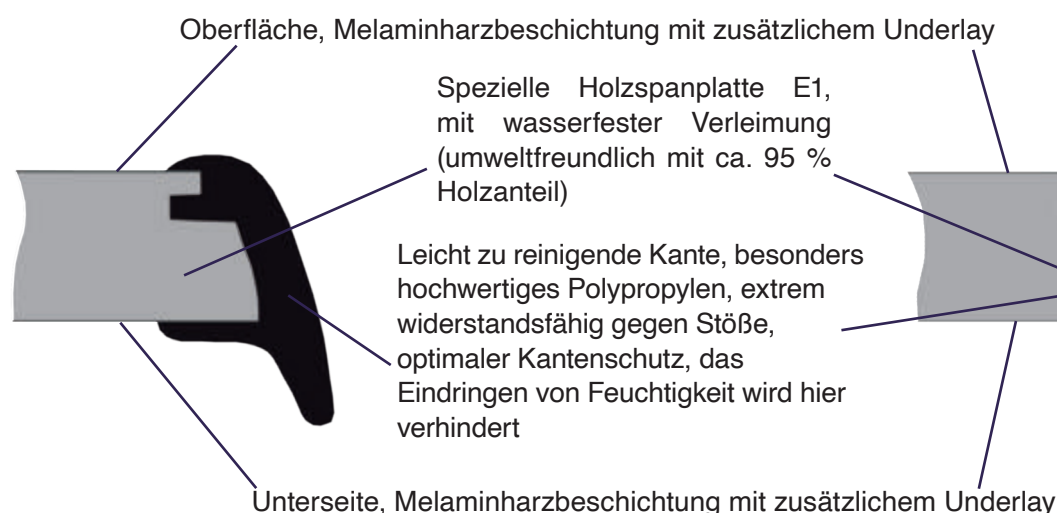 Oberfläche, Melaminharzbeschichtung mit zusätzlichem Underlay
Spezielle Holzspanplatte E1,
mit wasserfester Verleimung
(umweltfreundlich mit ca. 95 %
Holzanteil)
Leicht zu reinigende Kante, besonders
hochwertiges Polypropylen, extrem
widerstandsfähig gegen Stöße,
optimaler Kantenschutz, das
Eindringen von Feuchtigkeit wird hier
verhindert
Unterseite, Melaminharzbeschichtung mit zusätzlichem Underlay